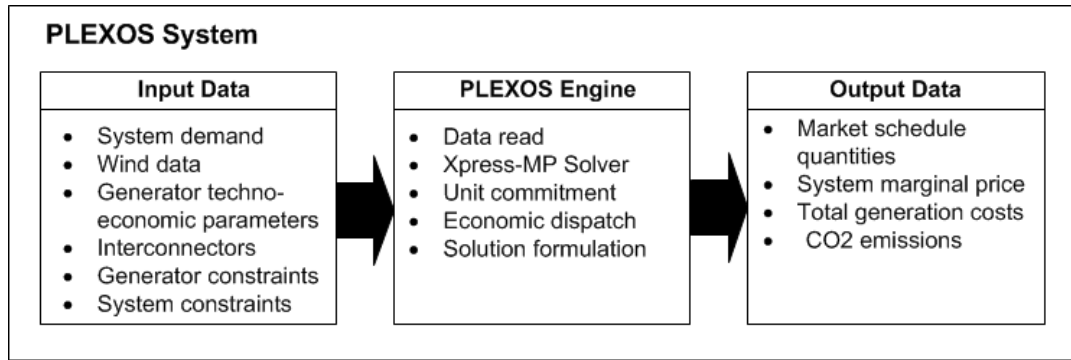 PLEXOS System
Input Data
• System demand
• Wind data
• Generator techno-
economic parameters
• Interconnectors
• Generator constraints
• System constraints
PLEXOS Engine
• Data read
• Xpress-MP Solver
• Unit commitment
• Economic dispatch
• Solution formulation
Output Data
• Market schedule
quantities
• System marginal price
• Total generation costs
• CO2 emissions